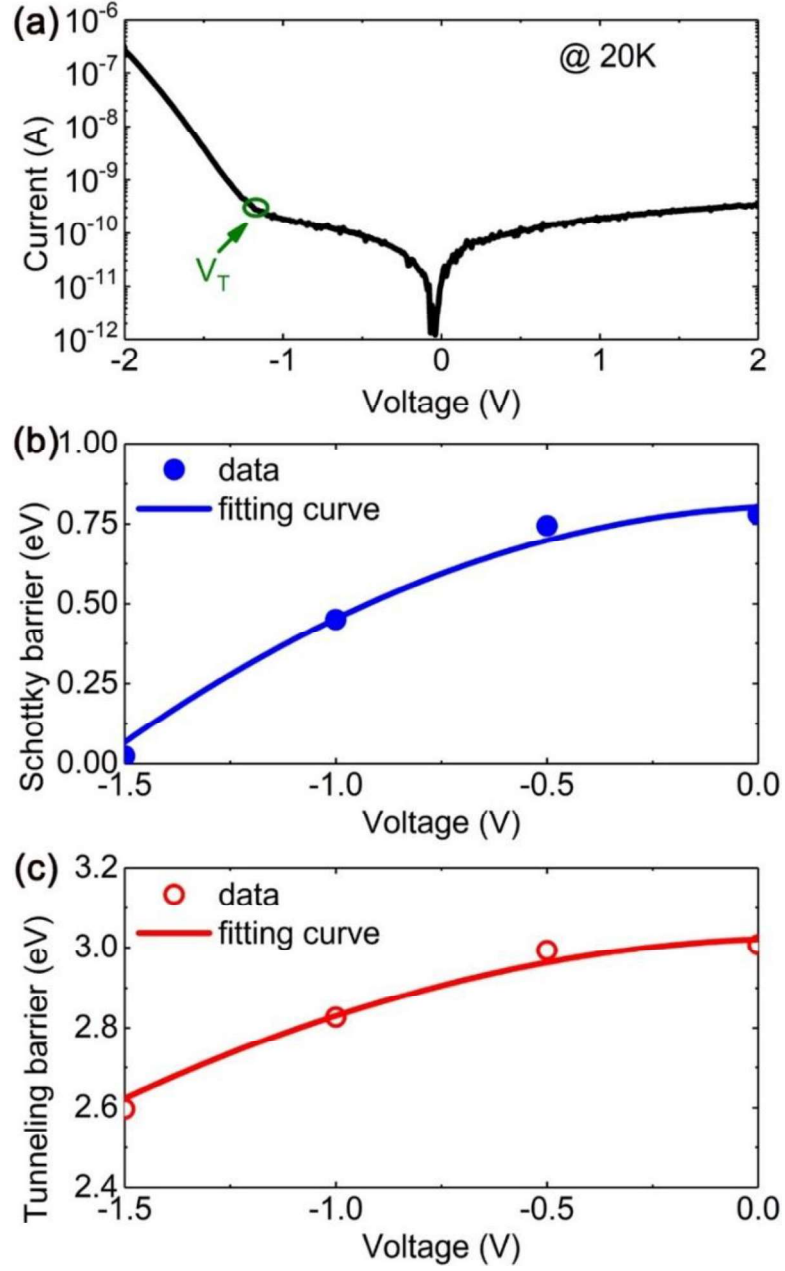 (a)
10⁻⁶
10⁻⁷
10⁻⁸
10⁻⁹
10⁻¹⁰
10⁻¹¹
10⁻¹²
Current (A)
@ 20K
V_T
-2 -1 0 1 2
Voltage (V)
(b)
1.00
0.75
0.50
0.25
0.00
Schottky barrier (eV)
data
fitting curve
-1.5 -1.0 -0.5 0.0
Voltage (V)
(c)
3.2
3.0
2.8
2.6
2.4
Tunneling barrier (eV)
data
fitting curve
-1.5 -1.0 -0.5 0.0
Voltage (V)